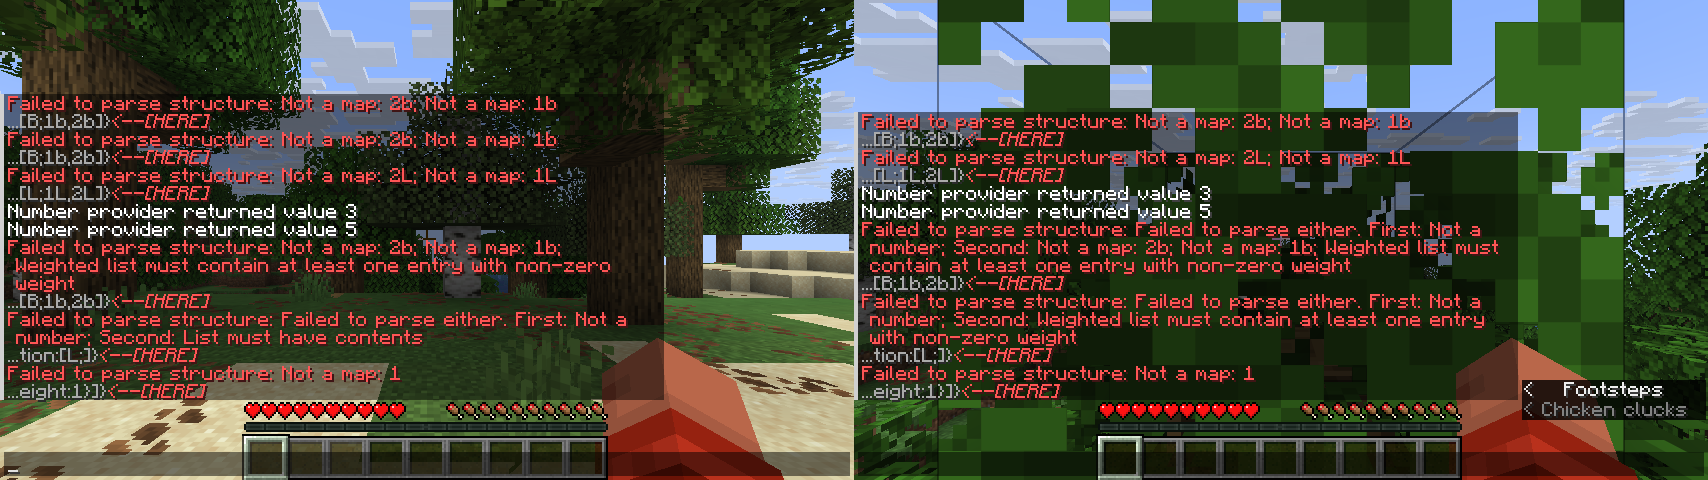 Failed to parse structure: Not a map: 2b; Not a map: 1b
...[B;1b,2b]}<--[HERE]
Failed to parse structure: Not a map: 2b; Not a map: 1b
...[B;1b,2b]}<--[HERE]
Failed to parse structure: Not a map: 2L; Not a map: 1L
...[L;1L,2L]}<--[HERE]
Number provider returned value 3
Number provider returned value 5
Failed to parse structure: Not a map: 2b; Not a map: 1b;
Weighted list must contain at least one entry with non-zero
weight
...[B;1b,2b]}<--[HERE]
Failed to parse structure: Failed to parse either. First: Not a
number; Second: List must have contents
...tion:[L;]}<--[HERE]
Failed to parse structure: Not a map: 1
...eight:1}]}<--[HERE]
_
Failed to parse structure: Not a map: 2b; Not a map: 1b
...[B;1b,2b]}<--[HERE]
Failed to parse structure: Not a map: 2L; Not a map: 1L
...[L;1L,2L]}<--[HERE]
Number provider returned value 3
Number provider returned value 5
Failed to parse structure: Failed to parse either. First: Not a
number; Second: Not a map: 2b; Not a map: 1b; Weighted list must
contain at least one entry with non-zero weight
...[B;1b,2b]}<--[HERE]
Failed to parse structure: Failed to parse either. First: Not a
number; Second: Weighted list must contain at least one entry
with non-zero weight
...tion:[L;]}<--[HERE]
Failed to parse structure: Not a map: 1
...eight:1}]}<--[HERE]
< Footsteps
< Chicken clucks